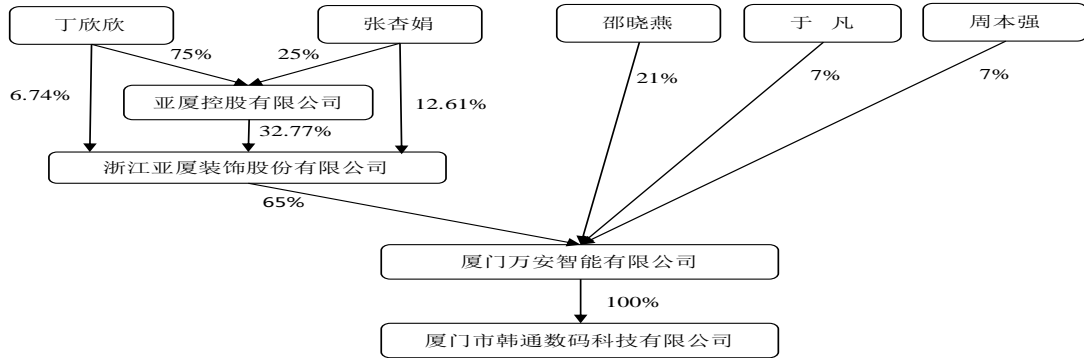 丁欣欣
张杏娟
邵晓燕
于 凡
周本强
75%
25%
21%
7%
7%
6.74%
亚厦控股有限公司
12.61%
32.77%
浙江亚厦装饰股份有限公司
65%
厦门万安智能有限公司
100%
厦门市韩通数码科技有限公司